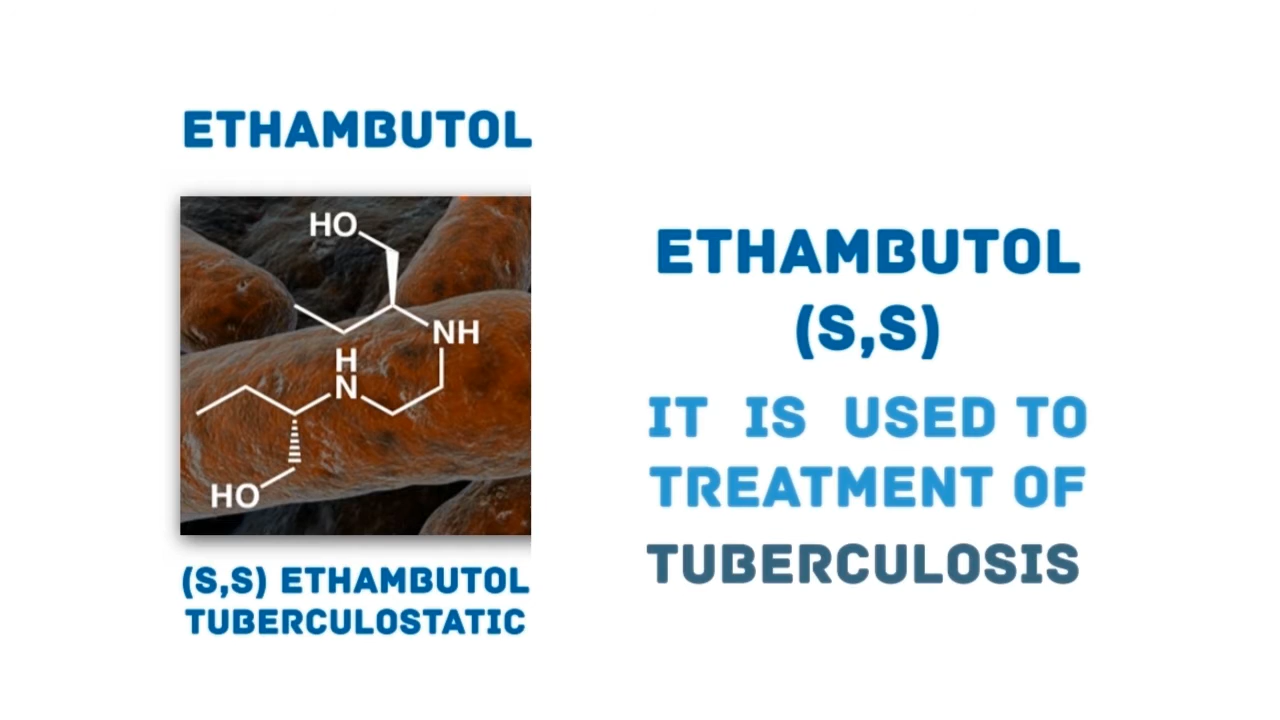 ETHAMBUTOL
HO
NH
H
N
HO
(S,S) ETHAMBUTOL
TUBERCULOSTATIC
ETHAMBUTOL
(S,S)
IT IS USED TO
TREATMENT OF
TUBERCULOSIS